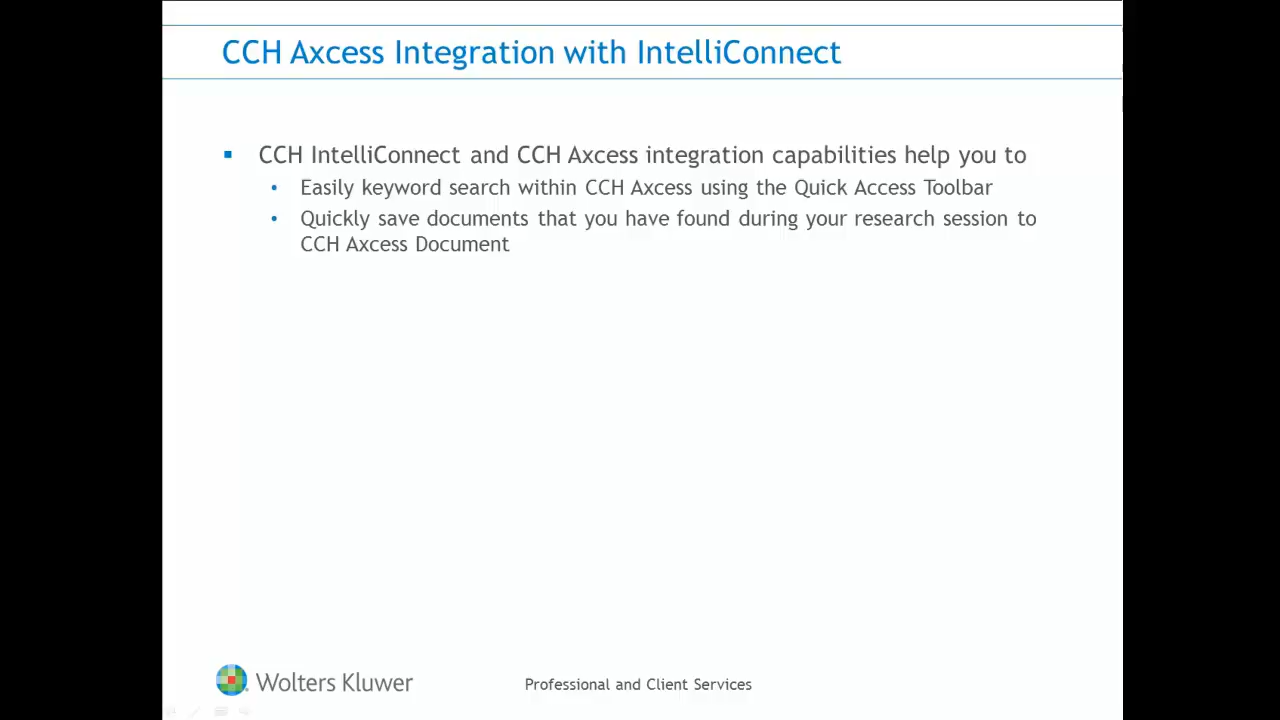 CCH Axcess Integration with IntelliConnect
CCH IntelliConnect and CCH Axcess integration capabilities help you to
Easily keyword search within CCH Axcess using the Quick Access Toolbar
Quickly save documents that you have found during your research session to
CCH Axcess Document
Wolters Kluwer
Professional and Client Services